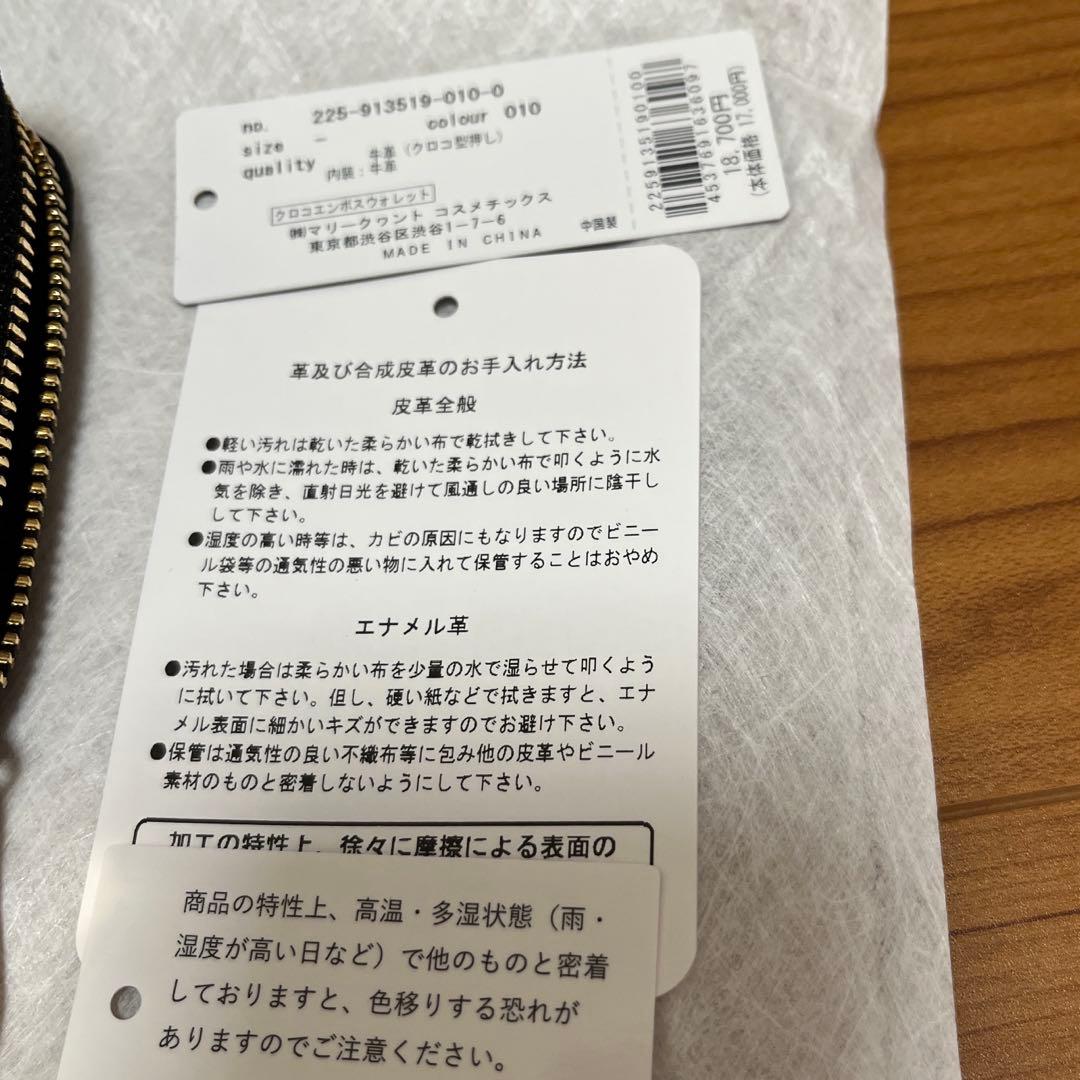 no. 225-913519-010-0
size – colour 010
quality 牛革（クロコ型押し）
内装：牛革
クロコエンボスウォレット
㈱マリークヮント コスメチックス
東京都渋谷区渋谷1-7-6
MADE IN CHINA
中国製
2259135190100
4537691636097
18,700円
(本体価格 17,000円)
革及び合成皮革のお手入れ方法
皮革全般
●軽い汚れは乾いた柔らかい布で乾拭きして下さい。
●雨や水に濡れた時は、乾いた柔らかい布で叩くように水
気を除き、直射日光を避けて風通しの良い場所に陰干し
して下さい。
●湿度の高い時等は、カビの原因にもなりますのでビニー
ル袋等の通気性の悪い物に入れて保管することはおやめ
下さい。
エナメル革
●汚れた場合は柔らかい布を少量の水で湿らせて叩くよう
に拭いて下さい。但し、硬い紙などで拭きますと、エナ
メル表面に細かいキズができますのでお避け下さい。
●保管は通気性の良い不織布等に包み他の皮革やビニール
素材のものと密着しないようにして下さい。
加工の特性上、徐々に摩擦による表面の
商品の特性上、高温・多湿状態（雨・
湿度が高い日など）で他のものと密着
しておりますと、色移りする恐れが
ありますのでご注意ください。